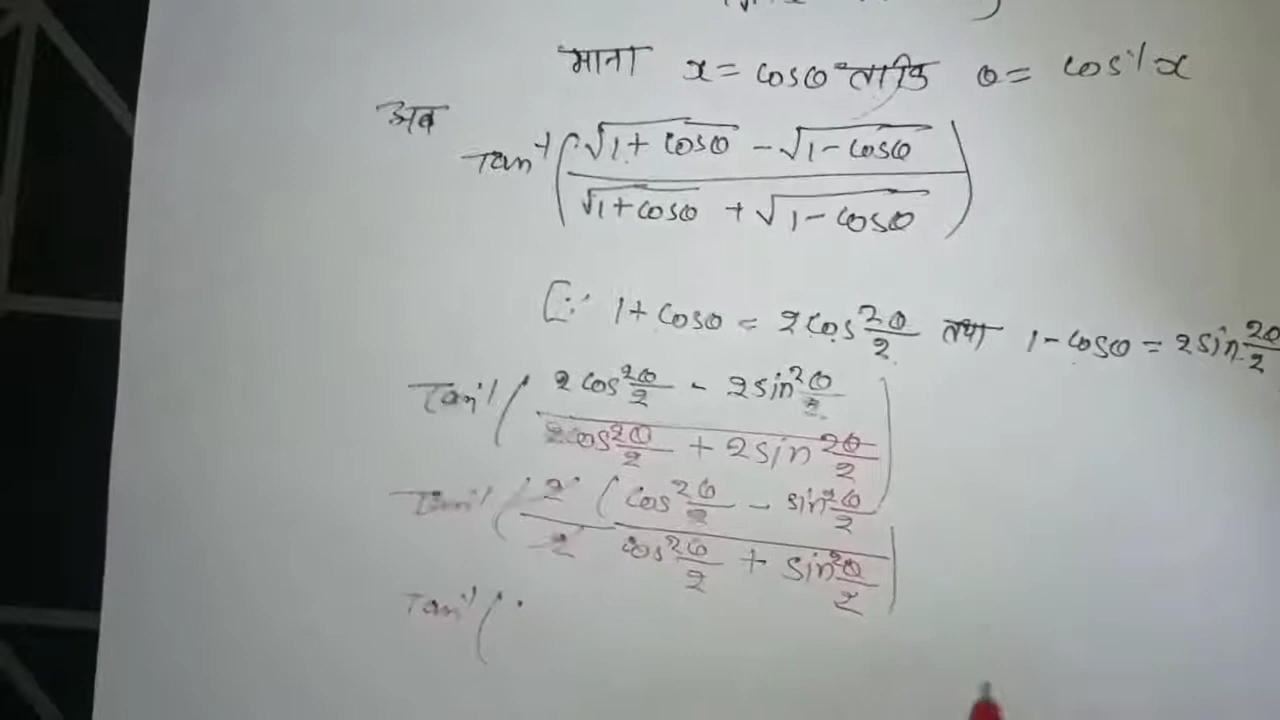 माना x = cosθ ताकि θ = cos⁻¹x
अब
Tan⁻¹( (√1+cosθ - √1-cosθ) / (√1+cosθ + √1-cosθ) )
[∵ 1+cosθ = 2cos²θ/2 तथा 1-cosθ = 2sin²θ/2
Tan⁻¹( (2cos²θ/2 - 2sin²θ/2) / (2cos²θ/2 + 2sin²θ/2) )
Tan⁻¹( 2/2 (cos²θ/2 - sin²θ/2) / (cos²θ/2 + sin²θ/2) )
Tan⁻¹(